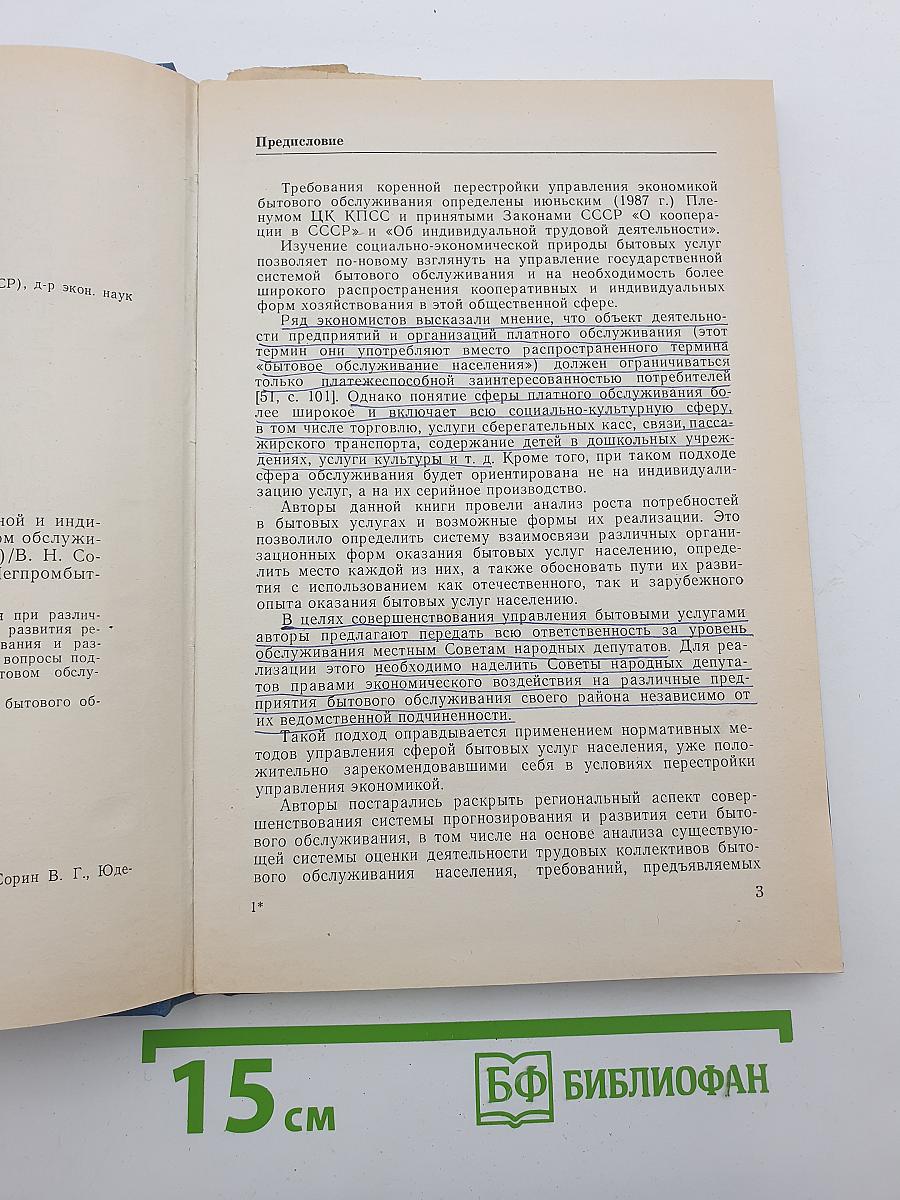 СР), д-р экон. наук
ной и инди-
ом обслужи-
)/В. Н. Со-
Легпромбыт-
я при различ-
развития ре-
вания и раз-
вопросы под-
товом обслу-
бытового об-
Сорин В. Г., Юде-
Предисловие
Требования коренной перестройки управления экономикой
бытового обслуживания определены июньским (1987 г.) Пле-
нумом ЦК КПСС и принятыми Законами СССР «О коопера-
ции в СССР» и «Об индивидуальной трудовой деятельности».
Изучение социально-экономической природы бытовых услуг
позволяет по-новому взглянуть на управление государственной
системой бытового обслуживания и на необходимость более
широкого распространения кооперативных и индивидуальных
форм хозяйствования в этой общественной сфере.
Ряд экономистов высказали мнение, что объект деятельно-
сти предприятий и организаций платного обслуживания (этот
термин они употребляют вместо распространенного термина
«бытовое обслуживание населения») должен ограничиваться
только платежеспособной заинтересованностью потребителей
[51, с. 101]. Однако понятие сферы платного обслуживания бо-
лее широкое и включает всю социально-культурную сферу,
в том числе торговлю, услуги сберегательных касс, связи, пасса-
жирского транспорта, содержание детей в дошкольных учреж-
дениях, услуги культуры и т. д. Кроме того, при таком подходе
сфера обслуживания будет ориентирована не на индивидуали-
зацию услуг, а на их серийное производство.
Авторы данной книги провели анализ роста потребностей
в бытовых услугах и возможные формы их реализации. Это
позволило определить систему взаимосвязи различных органи-
зационных форм оказания бытовых услуг населению, опреде-
лить место каждой из них, а также обосновать пути их разви-
тия с использованием как отечественного, так и зарубежного
опыта оказания бытовых услуг населению.
В целях совершенствования управления бытовыми услугами
авторы предлагают передать всю ответственность за уровень
обслуживания местным Советам народных депутатов. Для реа-
лизации этого необходимо наделить Советы народных депута-
тов правами экономического воздействия на различные пред-
приятия бытового обслуживания своего района независимо от
их ведомственной подчиненности.
Такой подход оправдывается применением нормативных ме-
тодов управления сферой бытовых услуг населения, уже поло-
жительно зарекомендовавшими себя в условиях перестройки
управления экономикой.
Авторы постарались раскрыть региональный аспект совер-
шенствования системы прогнозирования и развития сети быто-
вого обслуживания, в том числе на основе анализа существую-
щей системы оценки деятельности трудовых коллективов быто-
вого обслуживания населения, требований, предъявляемых
1*
3
15 см
БФ БИБЛИОФАН